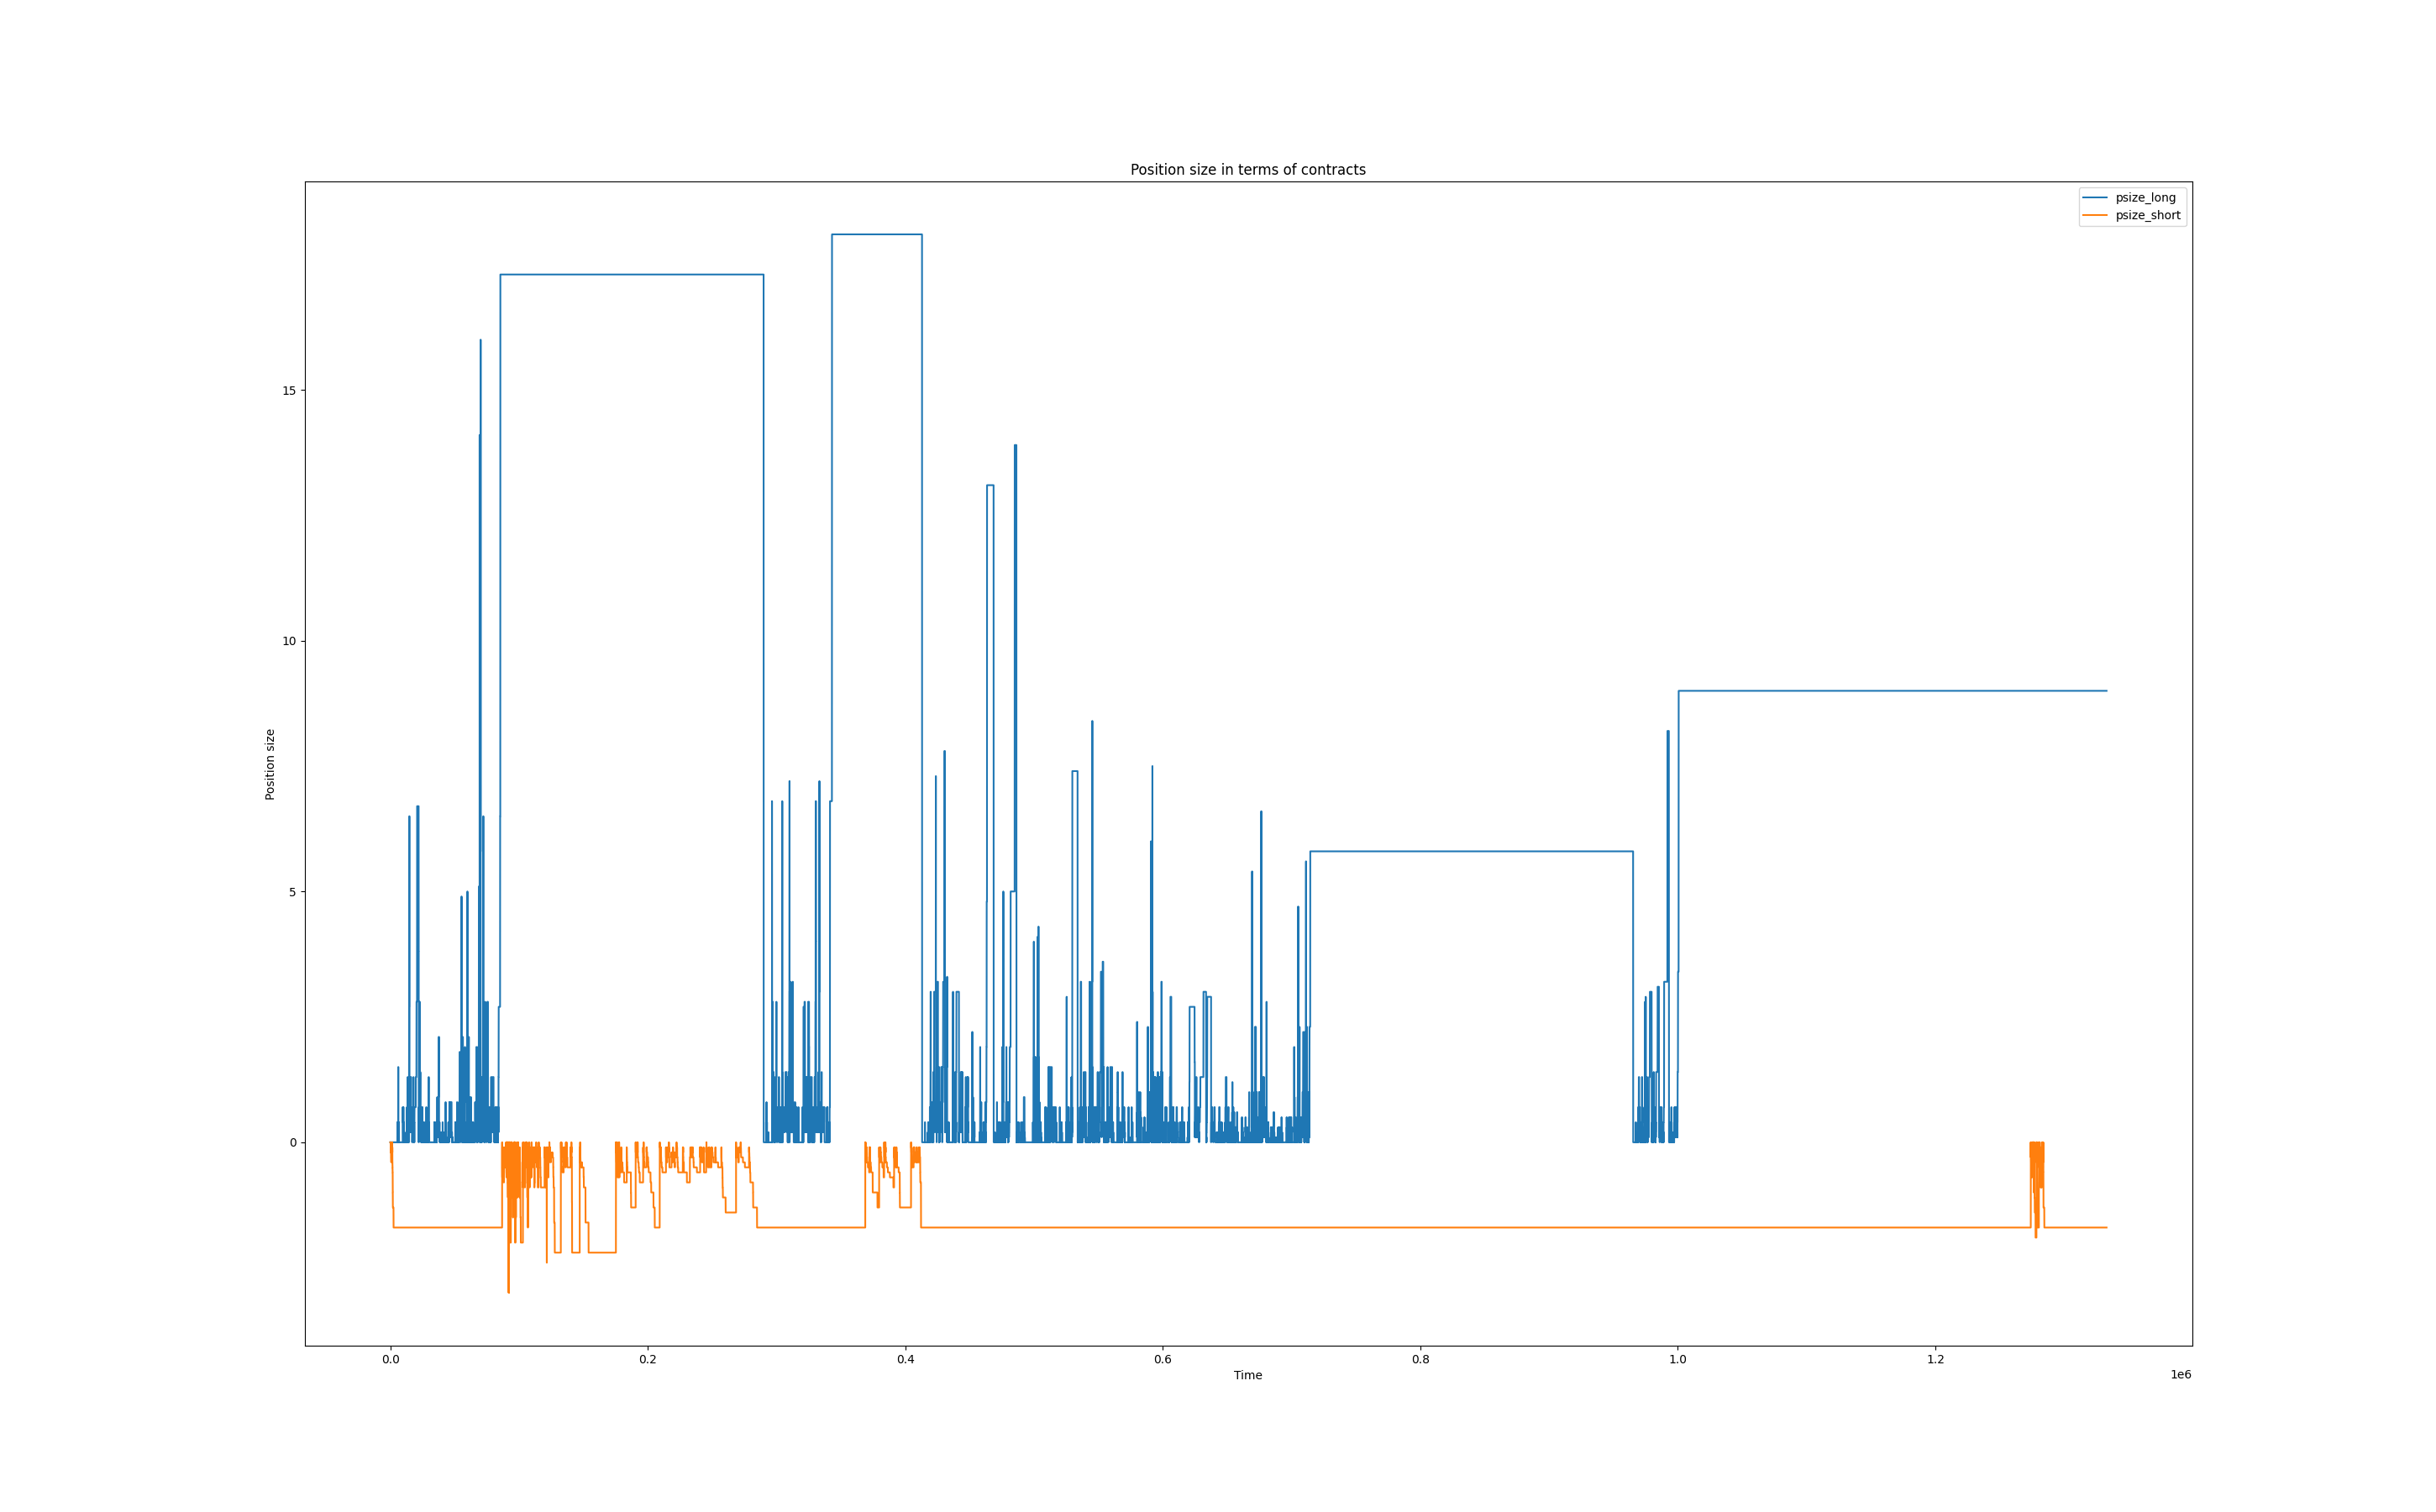 Position size in terms of contracts
psize_long
psize_short
Position size
15
10
5
0
0.0 0.2 0.4 0.6 0.8 1.0 1.2
Time
1e6